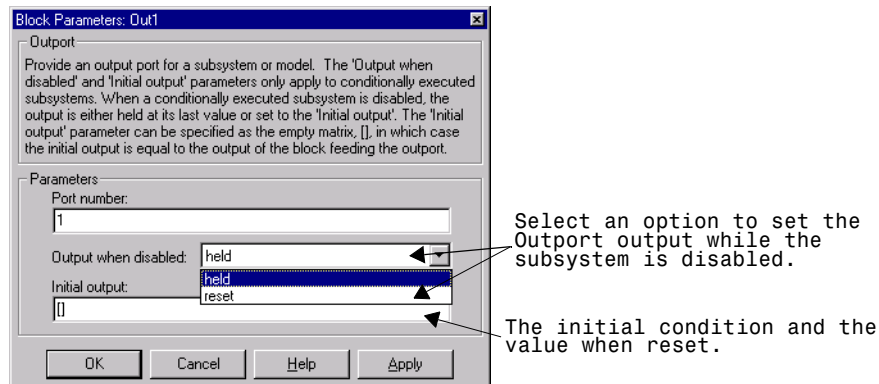 Block Parameters: Out1
Outport
Provide an output port for a subsystem or model. The 'Output when
disabled' and 'Initial output' parameters only apply to conditionally executed
subsystems. When a conditionally executed subsystem is disabled, the
output is either held at its last value or set to the 'Initial output'. The 'Initial
output' parameter can be specified as the empty matrix, [], in which case
the initial output is equal to the output of the block feeding the outport.
Parameters
Port number:
1
Output when disabled: held
held
reset
Initial output:
[]
OK Cancel Help Apply
Select an option to set the
Outport output while the
subsystem is disabled.
The initial condition and the
value when reset.